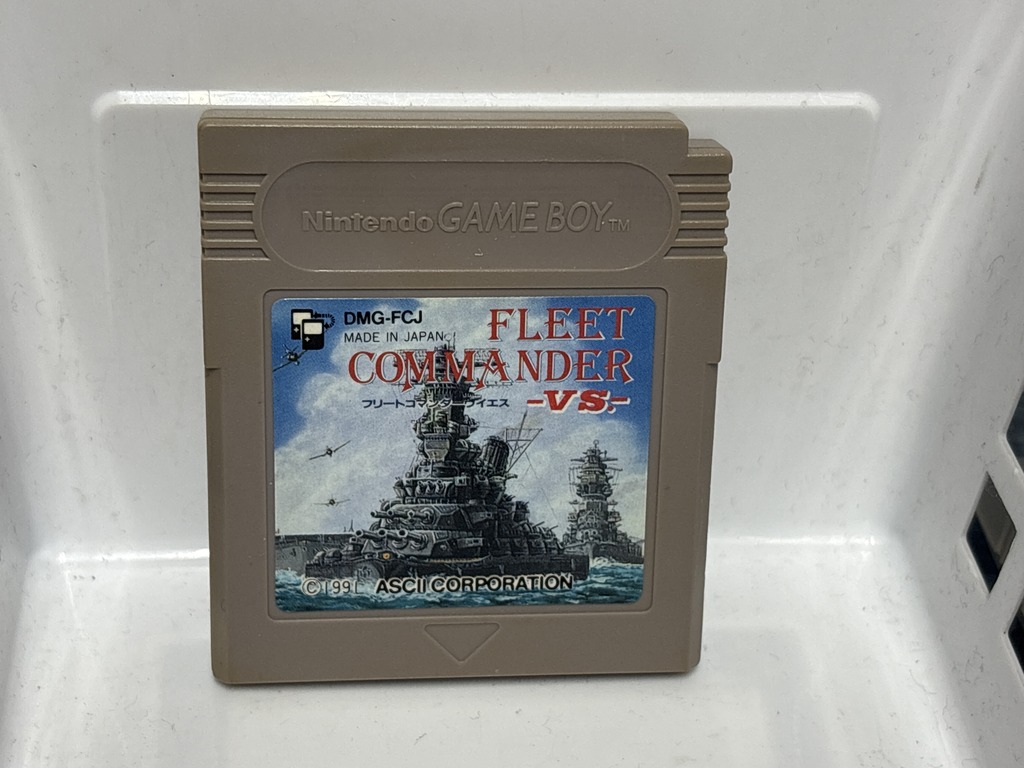 Nintendo GAME BOY TM
DMG-FCJ
MADE IN JAPAN
FLEET
COMMANDER
フリートコマンダーヴイエス
-VS.-
©1991 ASCII CORPORATION